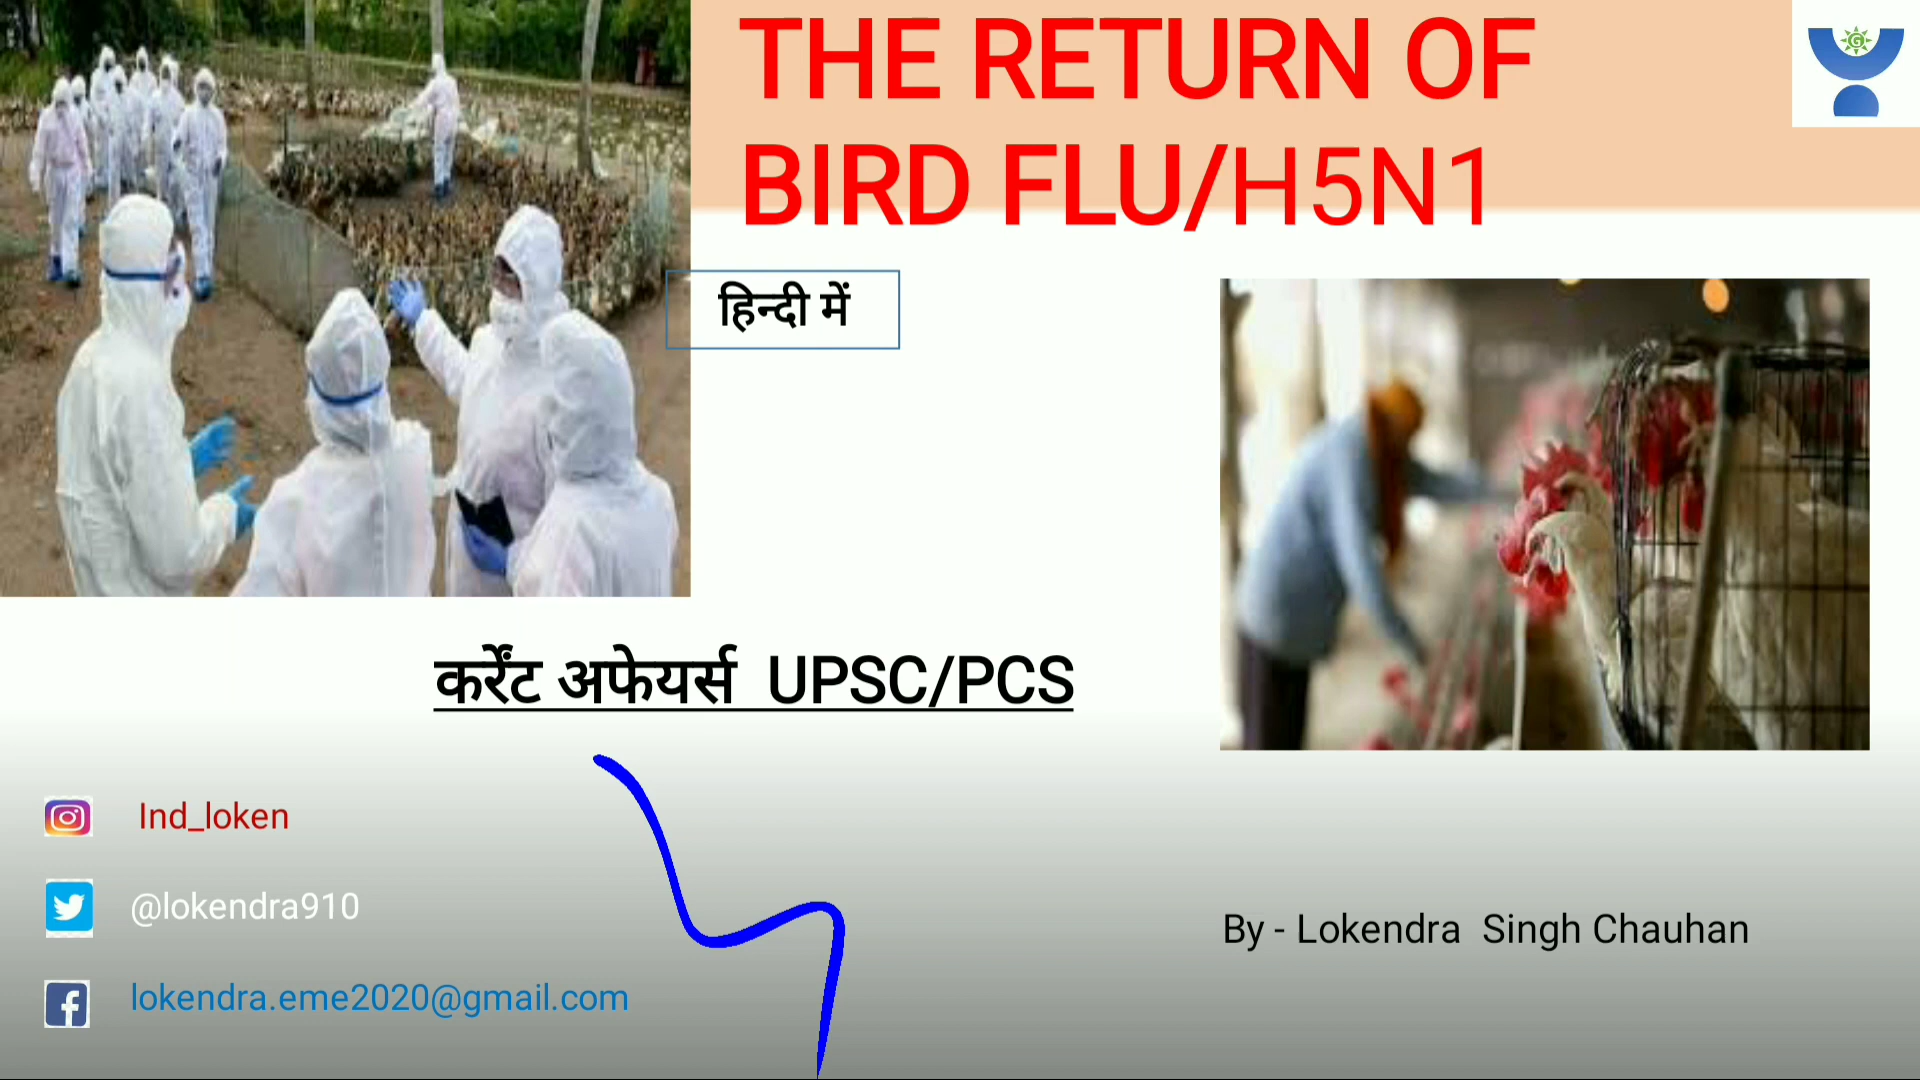 THE RETURN OF
BIRD FLU/H5N1
हिन्दी में
करेंट अफेयर्स UPSC/PCS
Ind_loken
@lokendra910
lokendra.eme2020@gmail.com
By - Lokendra Singh Chauhan
G